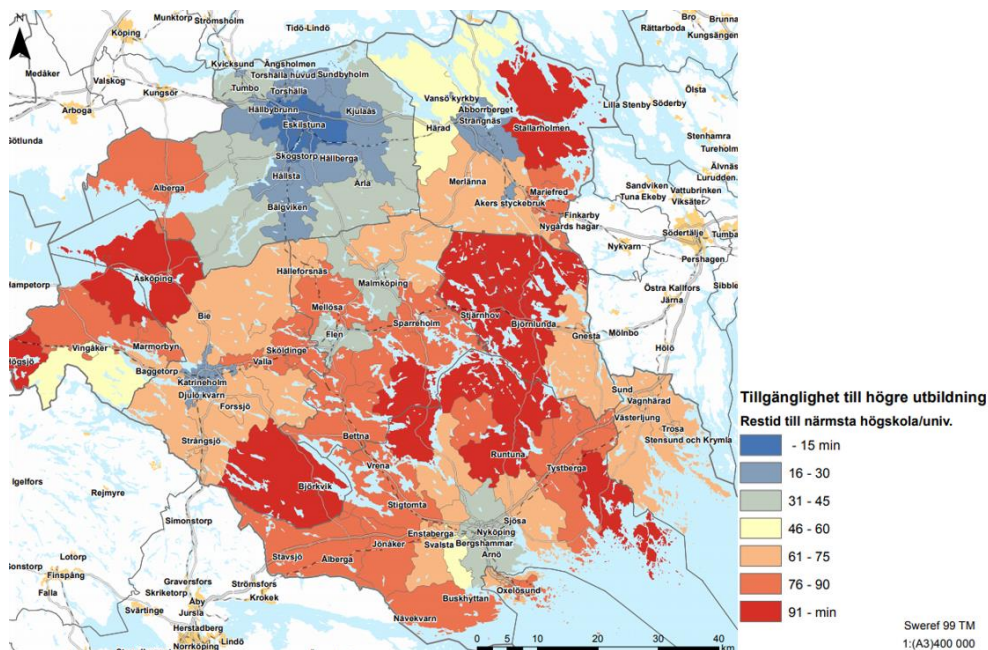 N
Strömsholm
Munktorp
Tidö-Lindö
Köping
Bro
Brunna
Rättarboda
Kungsängen
Kvicksund
Ängsholmen
Torshälla huvud
Sundbyholm
Medåker
Valskog
Kungsör
Tumbo
Torshälla
Ölsta
Arboga
Hällbybrunn
Kjulaås
Vansö kyrkby
Abborrberget
Lilla Stenby
Söderby
Götlunda
Eskilstuna
Härad
Strängnäs
Stallarholmen
Stenhamra
Tureholm
Skogstorp
Hållberga
Älvnäs
Lurudden
Hållsta
Ärla
Merlänna
Mariefred
Sandviken
Vattubrinken
Tuna Ekeby
Viksäter
Alberga
Bälgviken
Åkers styckebruk
Finkarby
Nygårds hagar
Södertälje
Tumba
Nykvarn
Pershagen
Hampetorp
Äsköping
Hälleforsnäs
Malmköping
Östra Kallfors
Järna
Sibble
Bie
Mellösa
Sparreholm
Stjärnhov
Björnlunda
Gnesta
Mölnbo
Hölö
Högsjö
Vingåker
Marmorbyn
Flen
Sköldinge
Valla
Baggetorp
Katrineholm
Djulö kvarn
Forssjö
Sund
Vagnhärad
Västerljung
Trosa
Stensund och Krymla
Strångsjö
Bettna
Vrena
Runtuna
Tystberga
Björkvik
Stigtomta
Igelfors
Rejmyre
Simonstorp
Sjösa
Enstaberga
Nyköping
Svalsta
Bergshammar
Arnö
Jönåker
Stavsjö
Ålberga
Lotorp
Finspång
Falla
Graversfors
Strömsfors
Skriketorp
Åby
Krokek
Svärtinge
Jursla
Herstadberg
Lindö
Norrköping
Buskhyttan
Oxelösund
Nävekvarn
0 5 10 20 30 40
km
Tillgänglighet till högre utbildning
Restid till närmsta högskola/univ.
- 15 min
16 - 30
31 - 45
46 - 60
61 - 75
76 - 90
91 - min
Sweref 99 TM
1:(A3)400 000